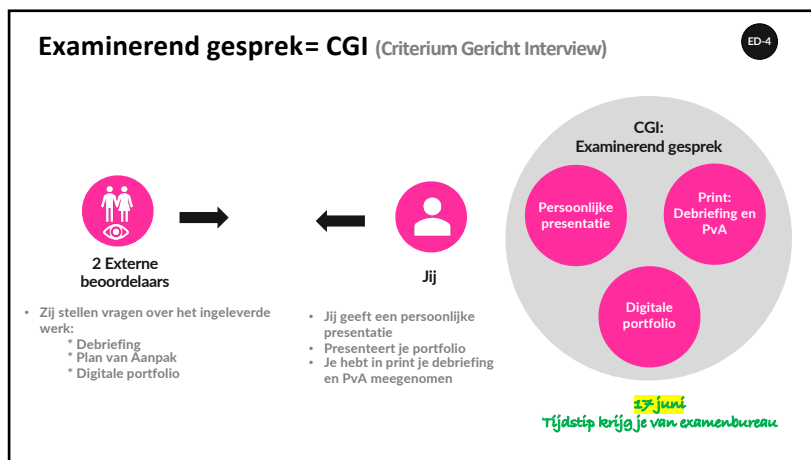 Examinerend gesprek= CGI (Criterium Gericht Interview)
ED-4
2 Externe
beoordelaars
• Zij stellen vragen over het ingeleverde
werk:
* Debriefing
* Plan van Aanpak
* Digitale portfolio
Jij
• Jij geeft een persoonlijke
presentatie
• Presenteert je portfolio
• Je hebt in print je debriefing
en PvA meegenomen
CGI:
Examinerend gesprek
Persoonlijke
presentatie
Print:
Debriefing en
PvA
Digitale
portfolio
17 juni
Tijdstip krijg je van examenbureau